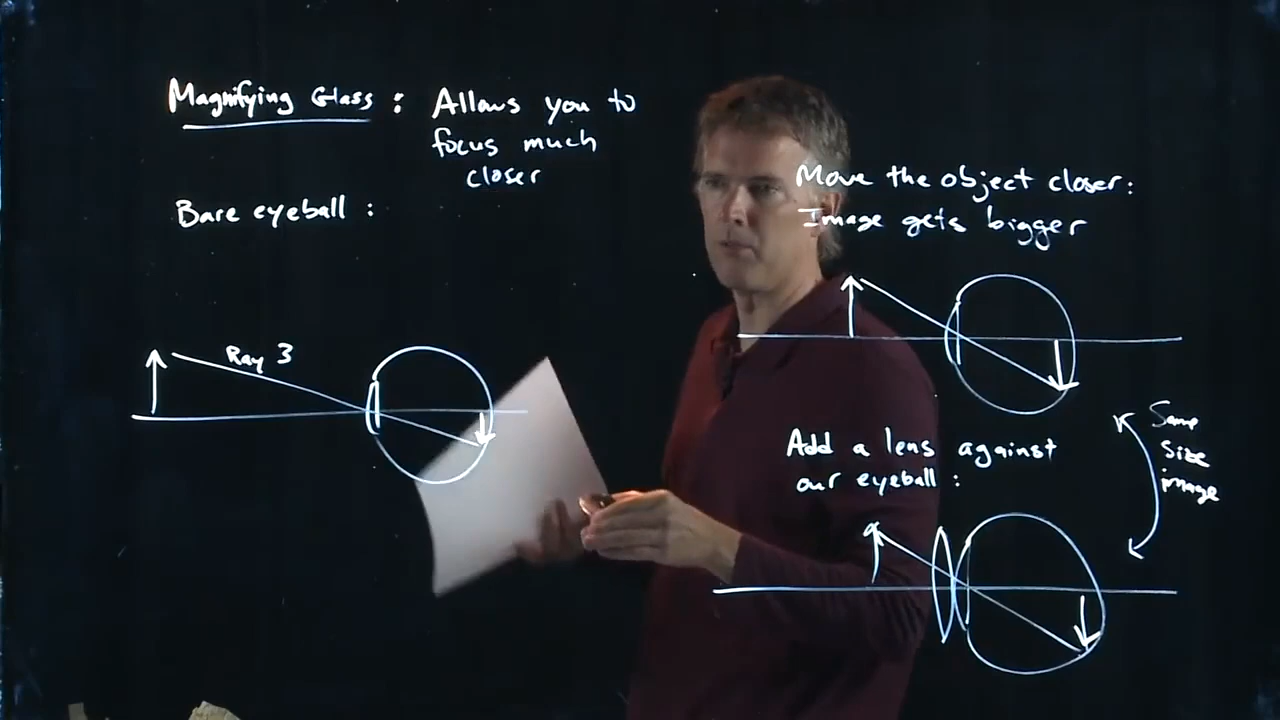 Magnifying Glass : Allows you to
focus much
closer
Bare eyeball :
Ray 3
Move the object closer :
Image gets bigger
Add a lens against
our eyeball :
Same
size
image